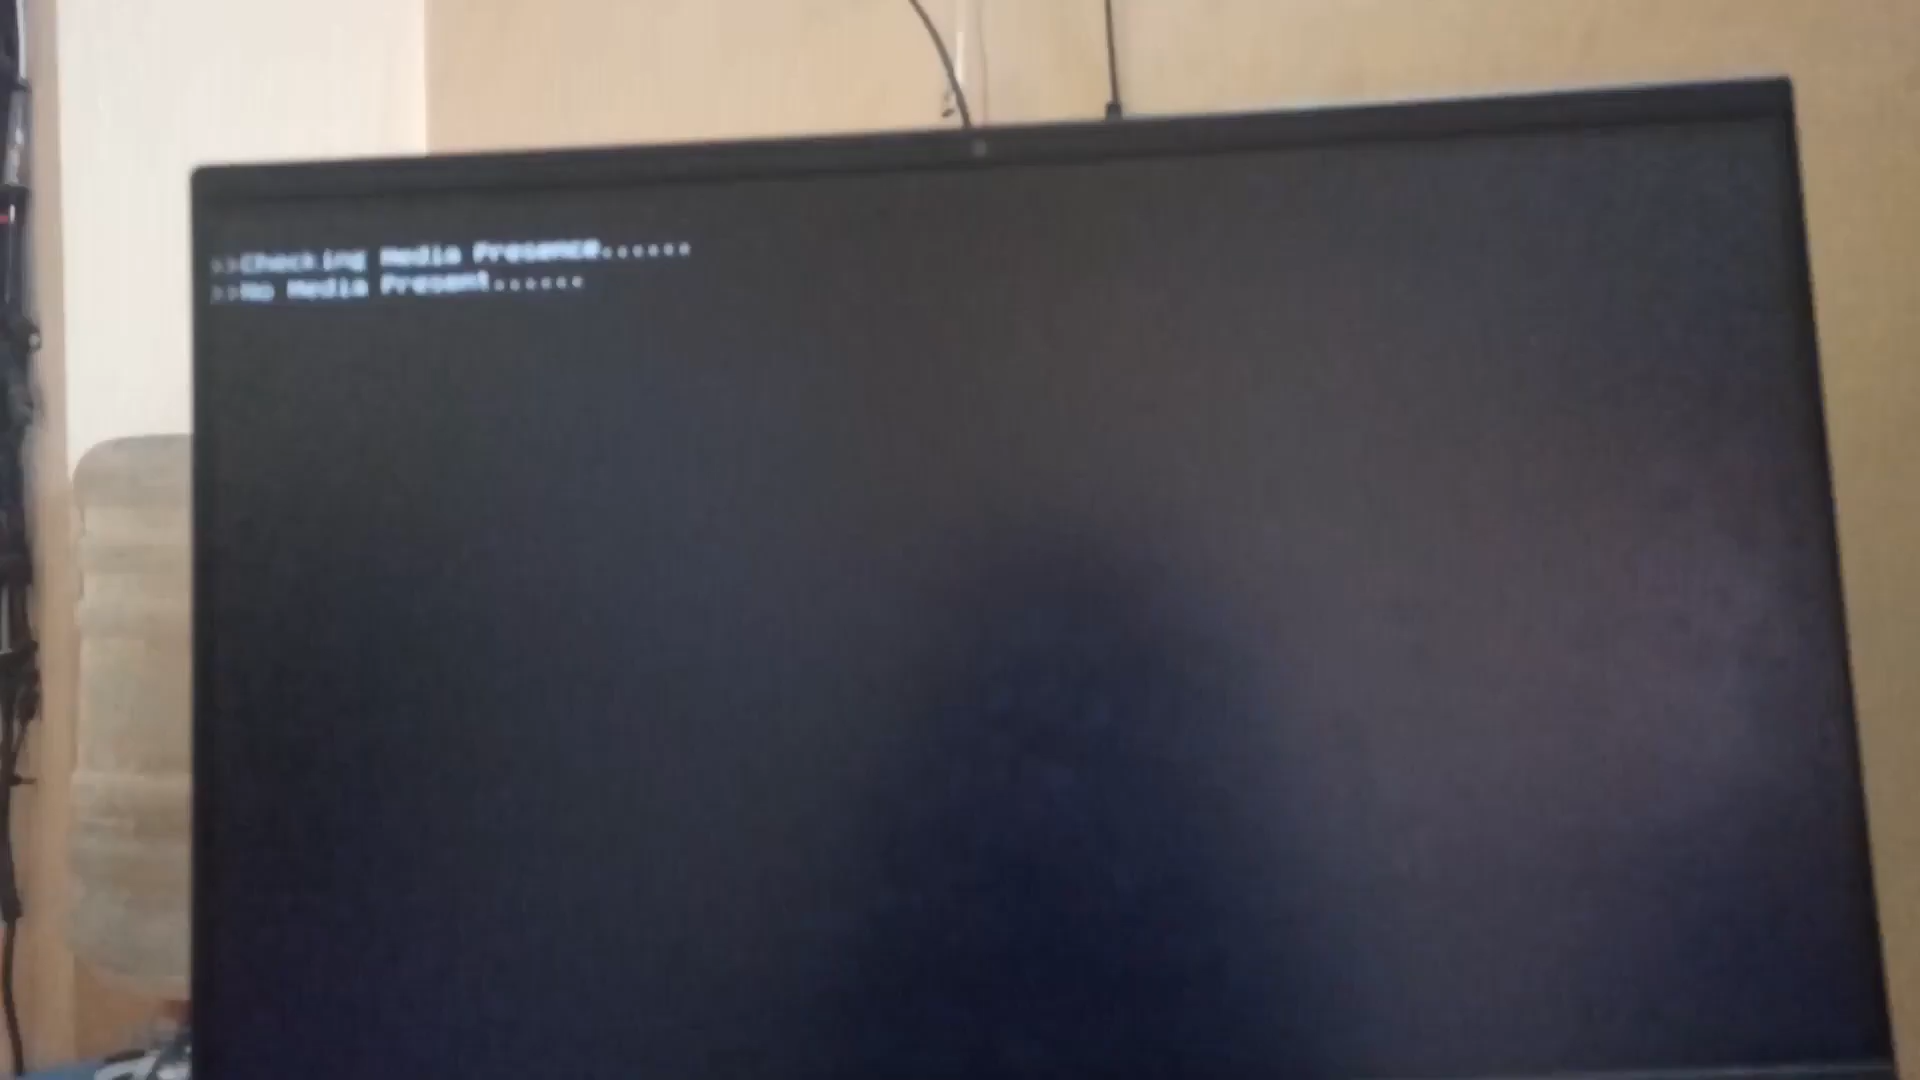 >>Checking Media Presence......
>>No Media Present......